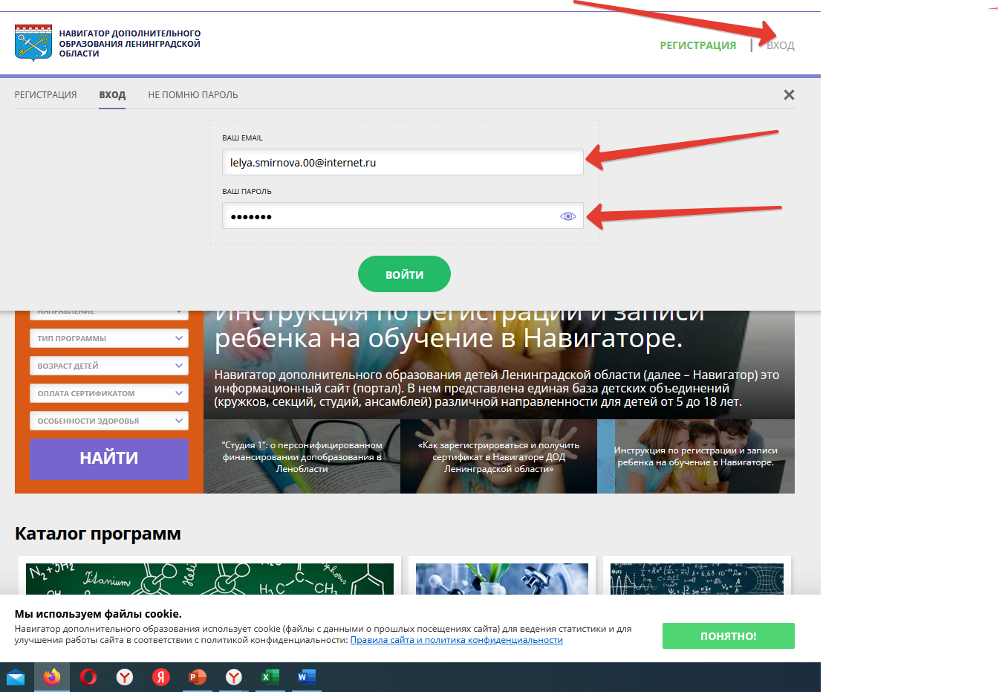 НАВИГАТОР ДОПОЛНИТЕЛЬНОГО
ОБРАЗОВАНИЯ ЛЕНИНГРАДСКОЙ
ОБЛАСТИ
РЕГИСТРАЦИЯ | ВХОД
РЕГИСТРАЦИЯ ВХОД НЕ ПОМНЮ ПАРОЛЬ
ВАШ EMAIL
lelya.smirnova.00@internet.ru
ВАШ ПАРОЛЬ
ВОЙТИ
НАПРАВЛЕНИЕ
ТИП ПРОГРАММЫ
ВОЗРАСТ ДЕТЕЙ
ОПЛАТА СЕРТИФИКАТОМ
ОСОБЕННОСТИ ЗДОРОВЬЯ
НАЙТИ
Инструкция по регистрации и записи
ребенка на обучение в Навигаторе.
Навигатор дополнительного образования детей Ленинградской области (далее – Навигатор) это
информационный сайт (портал). В нем представлена единая база детских объединений
(кружков, секций, студий, ансамблей) различной направленности для детей от 5 до 18 лет.
“Студия 1”: о персонифицированном
финансировании допобразования в
Ленобласти
«Как зарегистрироваться и получить
сертификат в Навигаторе ДОД
Ленинградской области»
Инструкция по регистрации и записи
ребенка на обучение в Навигаторе.
Каталог программ
Titanium
Мы используем файлы cookie.
Навигатор дополнительного образования использует cookie (файлы с данными о прошлых посещениях сайта) для ведения статистики и для
улучшения работы сайта в соответствии с политикой конфиденциальности: Правила сайта и политика конфиденциальности
ПОНЯТНО!